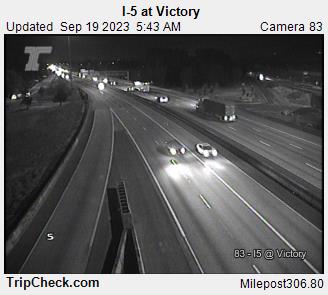 I-5 at Victory
Updated Sep 19 2023 5:43 AM Camera 83
T
S
83 - I5 @ Victory
TripCheck.com Milepost306.80